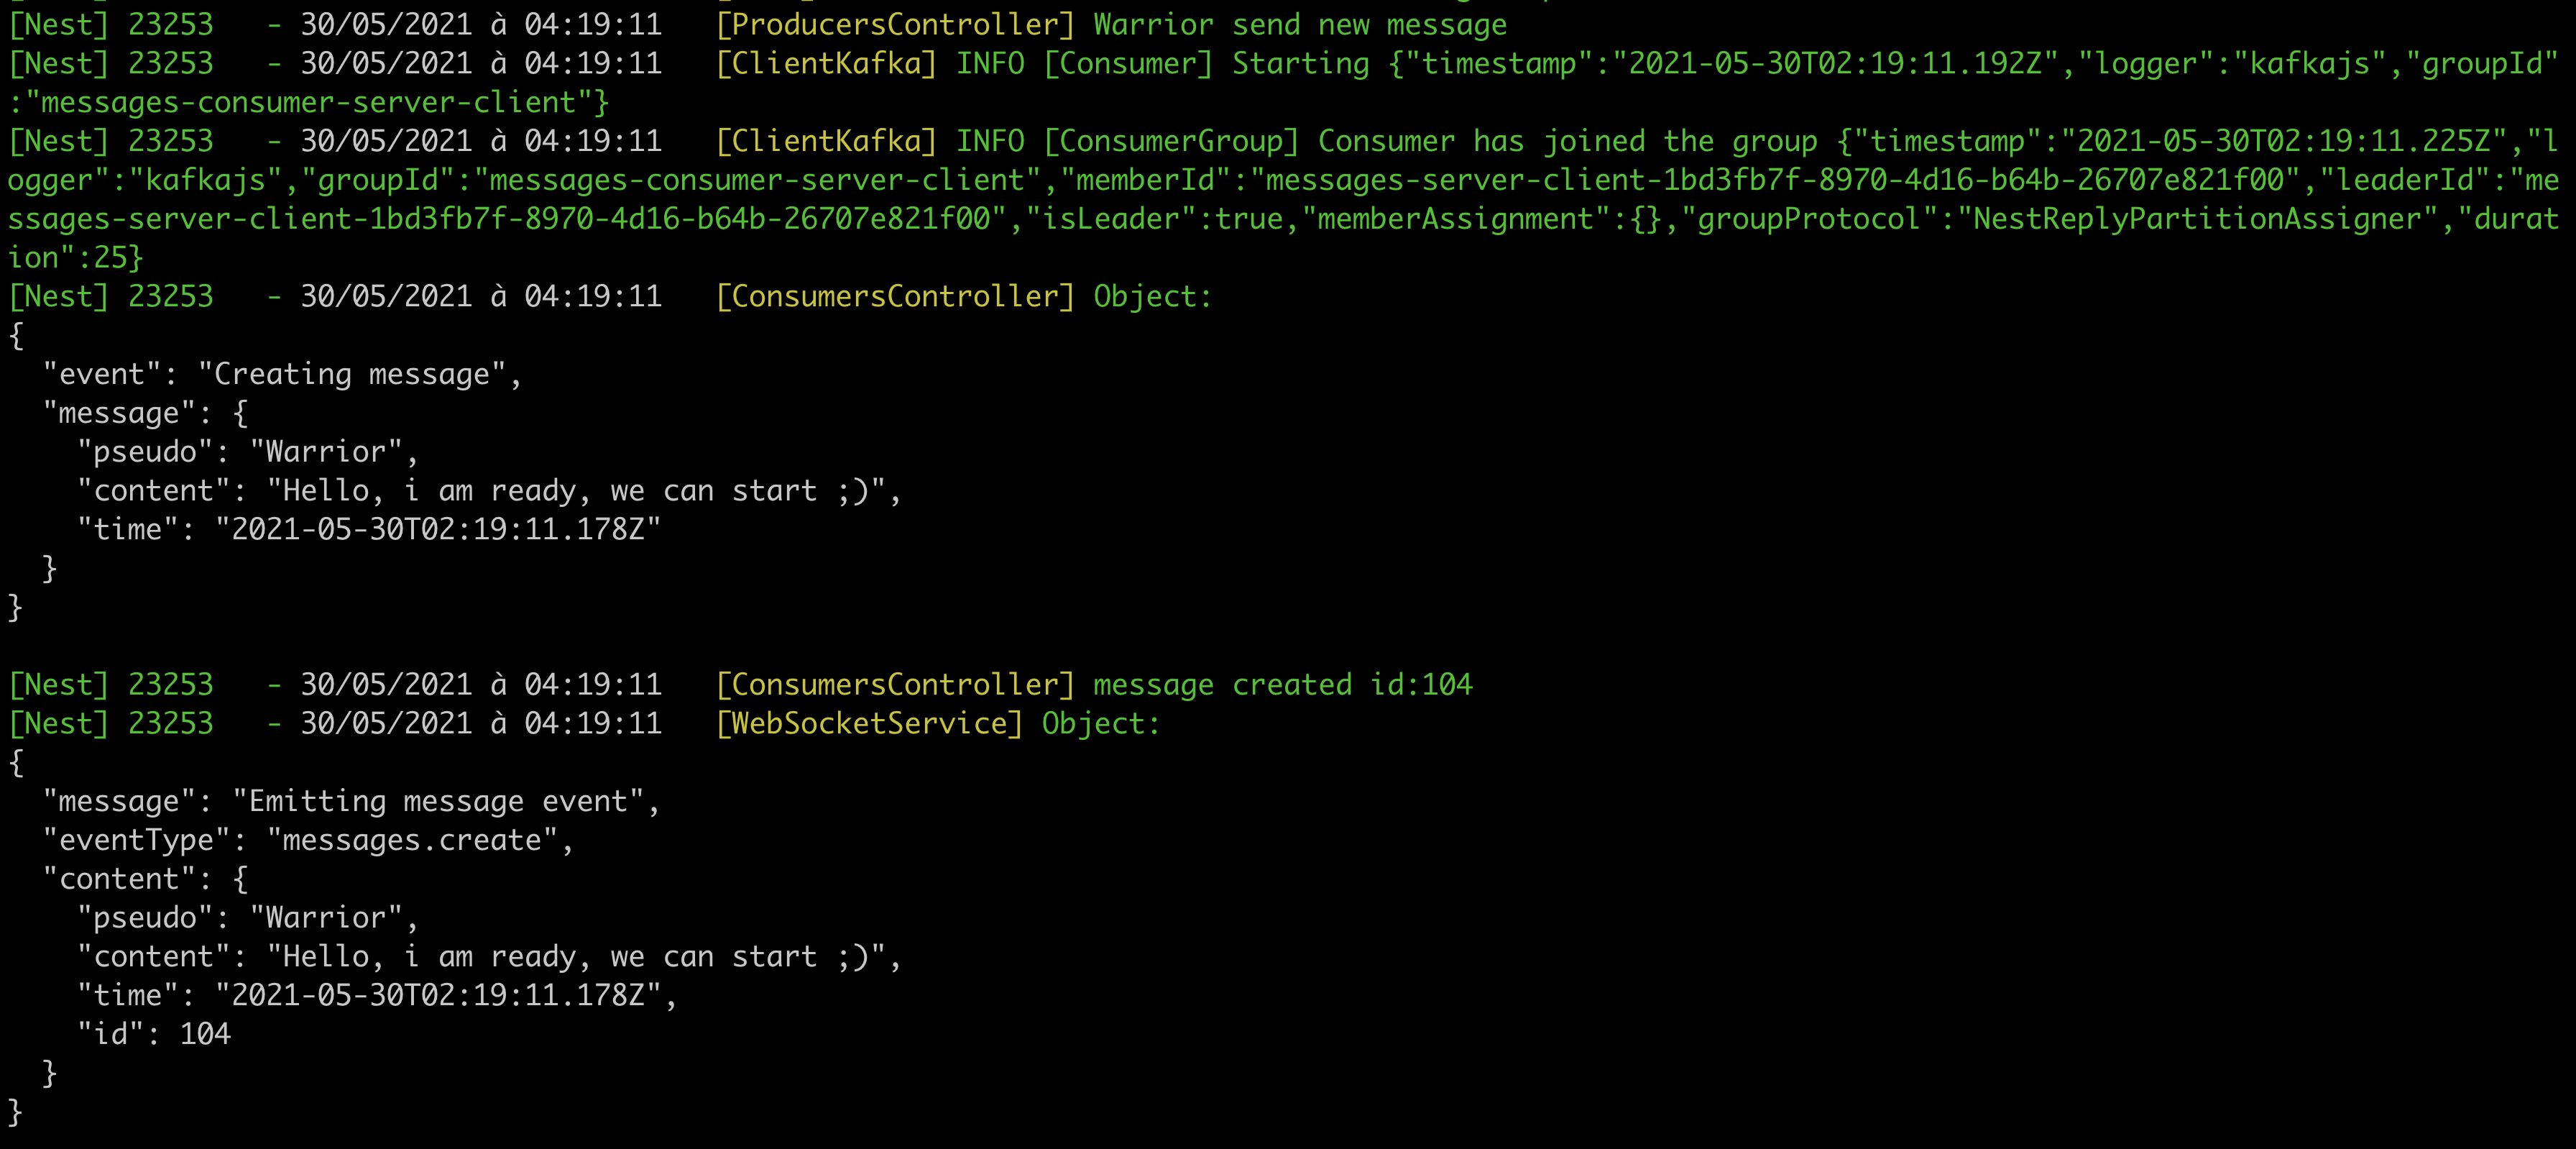 [Nest] 23253   - 30/05/2021 à 04:19:11   [ProducersController] Warrior send new message
[Nest] 23253   - 30/05/2021 à 04:19:11   [ClientKafka] INFO [Consumer] Starting {"timestamp":"2021-05-30T02:19:11.192Z","logger":"kafkajs","groupId"
:"messages-consumer-server-client"}
[Nest] 23253   - 30/05/2021 à 04:19:11   [ClientKafka] INFO [ConsumerGroup] Consumer has joined the group {"timestamp":"2021-05-30T02:19:11.225Z","l
ogger":"kafkajs","groupId":"messages-consumer-server-client","memberId":"messages-server-client-1bd3fb7f-8970-4d16-b64b-26707e821f00","leaderId":"me
ssages-server-client-1bd3fb7f-8970-4d16-b64b-26707e821f00","isLeader":true,"memberAssignment":{},"groupProtocol":"NestReplyPartitionAssigner","durat
ion":25}
[Nest] 23253   - 30/05/2021 à 04:19:11   [ConsumersController] Object:
{
  "event": "Creating message",
  "message": {
    "pseudo": "Warrior",
    "content": "Hello, i am ready, we can start ;)",
    "time": "2021-05-30T02:19:11.178Z"
  }
}
[Nest] 23253   - 30/05/2021 à 04:19:11   [ConsumersController] message created id:104
[Nest] 23253   - 30/05/2021 à 04:19:11   [WebSocketService] Object:
{
  "message": "Emitting message event",
  "eventType": "messages.create",
  "content": {
    "pseudo": "Warrior",
    "content": "Hello, i am ready, we can start ;)",
    "time": "2021-05-30T02:19:11.178Z",
    "id": 104
  }
}